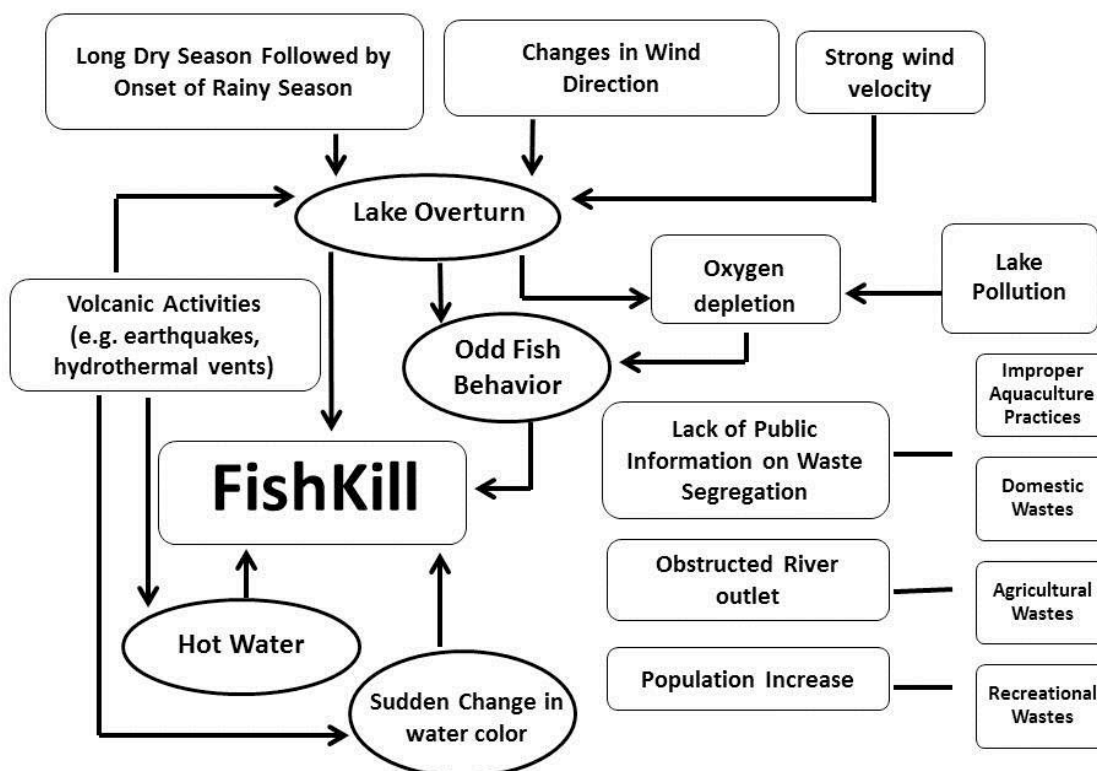 Long Dry Season Followed by
Onset of Rainy Season
Changes in Wind
Direction
Strong wind
velocity
Lake Overturn
Oxygen
depletion
Lake
Pollution
Volcanic Activities
(e.g. earthquakes,
hydrothermal vents)
Odd Fish
Behavior
Improper
Aquaculture
Practices
Lack of Public
Information on Waste
Segregation
FishKill
Domestic
Wastes
Obstructed River
outlet
Agricultural
Wastes
Hot Water
Population Increase
Recreational
Wastes
Sudden Change in
water color